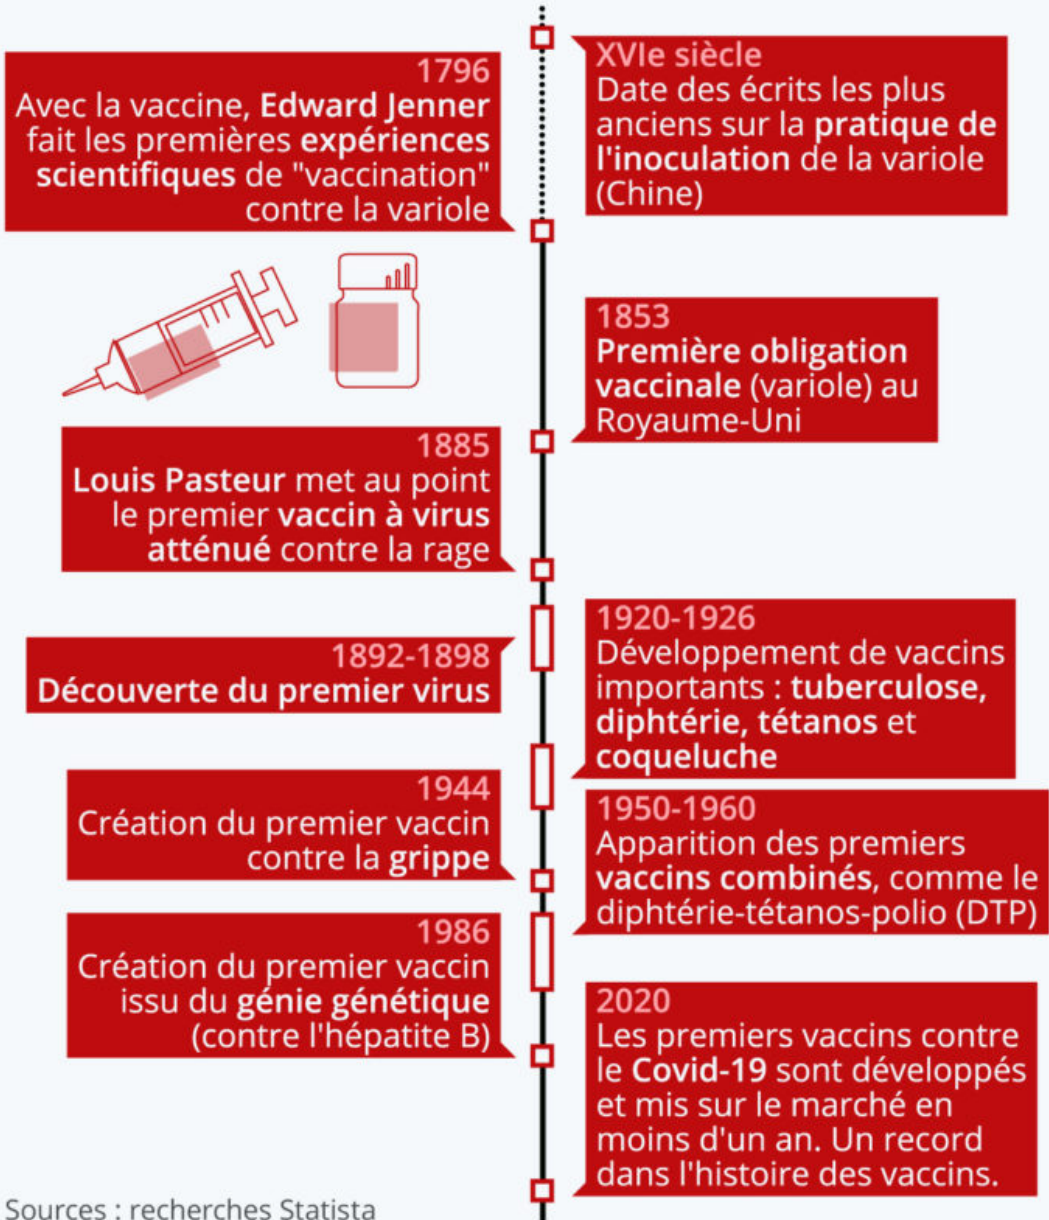 XVIe siècle
Date des écrits les plus
anciens sur la pratique de
l'inoculation de la variole
(Chine)
1796
Avec la vaccine, Edward Jenner
fait les premières expériences
scientifiques de "vaccination"
contre la variole
1853
Première obligation
vaccinale (variole) au
Royaume-Uni
1885
Louis Pasteur met au point
le premier vaccin à virus
atténué contre la rage
1892-1898
Découverte du premier virus
1920-1926
Développement de vaccins
importants : tuberculose,
diphtérie, tétanos et
coqueluche
1944
Création du premier vaccin
contre la grippe
1950-1960
Apparition des premiers
vaccins combinés, comme le
diphtérie-tétanos-polio (DTP)
1986
Création du premier vaccin
issu du génie génétique
(contre l'hépatite B)
2020
Les premiers vaccins contre
le Covid-19 sont développés
et mis sur le marché en
moins d'un an. Un record
dans l'histoire des vaccins.
Sources : recherches Statista